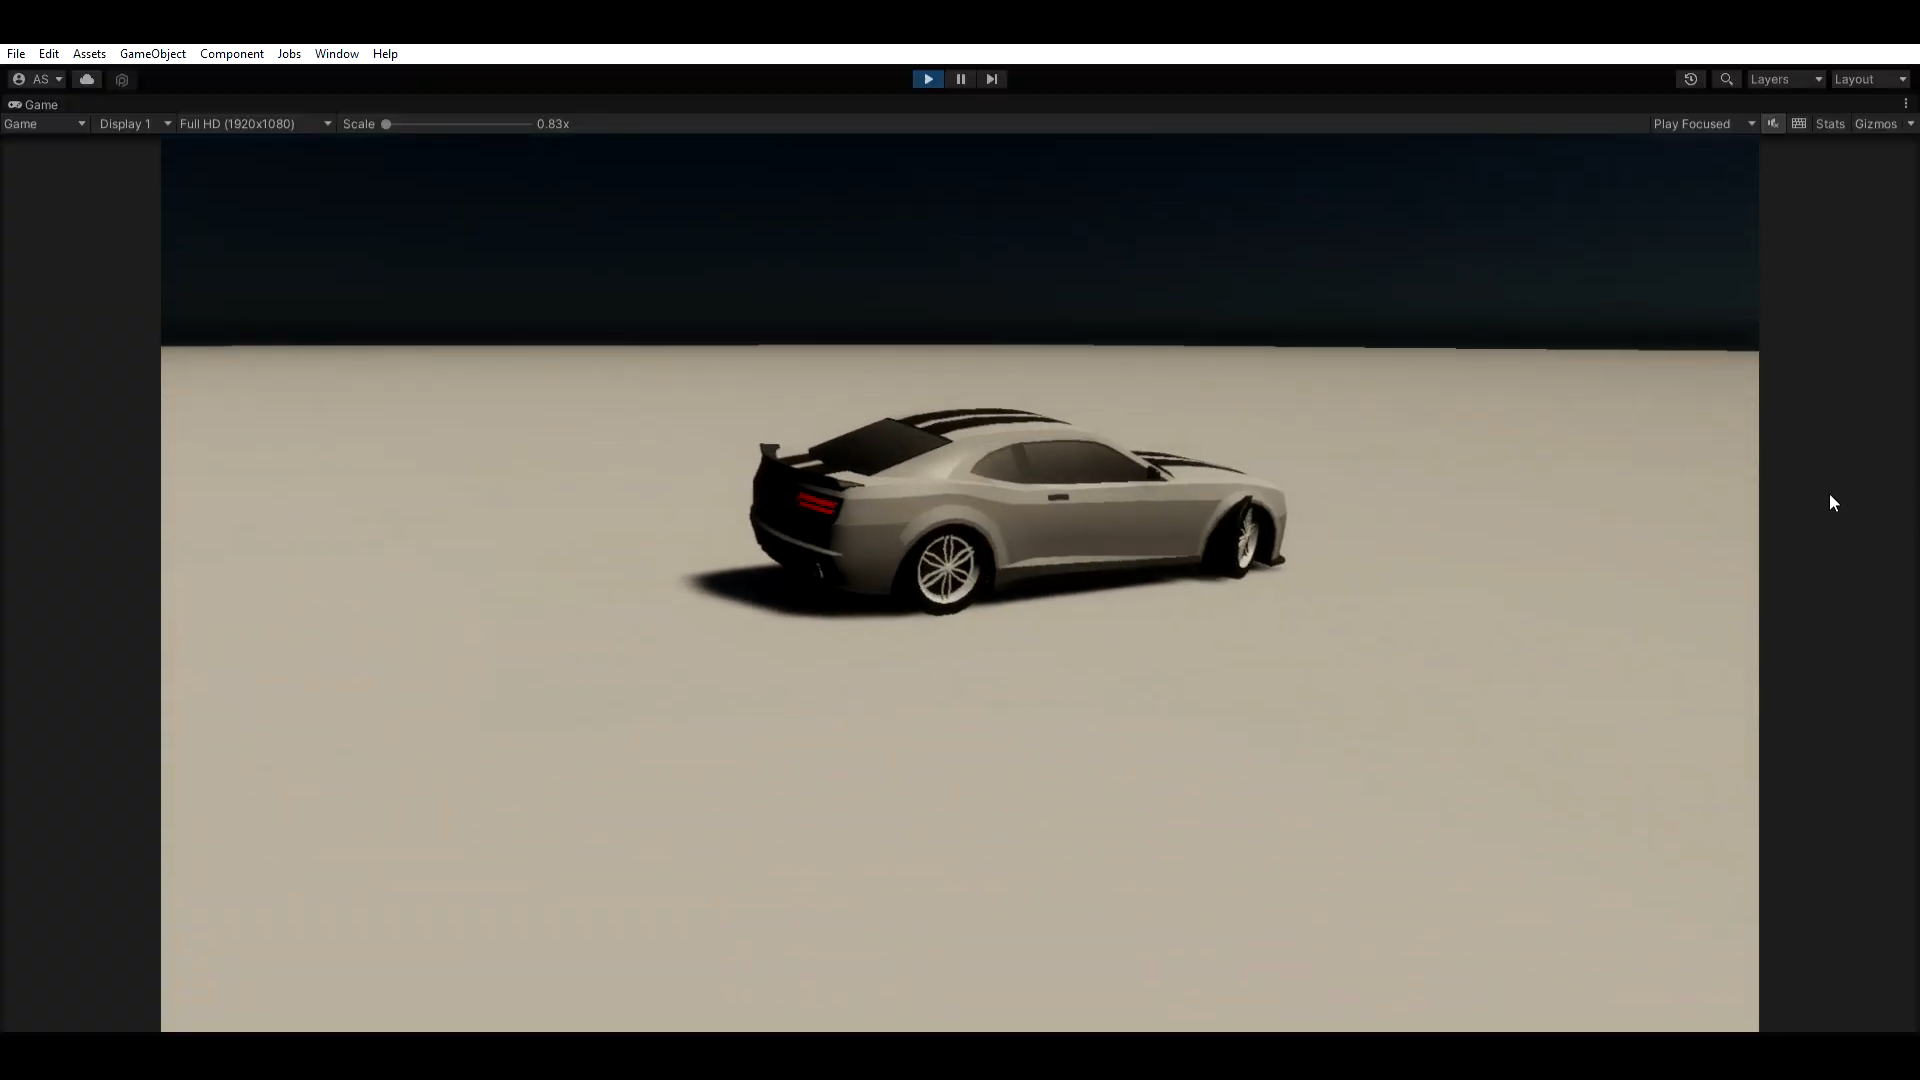 File Edit Assets GameObject Component Jobs Window Help
AS Layers Layout
Game
Game Display 1 Full HD (1920x1080) Scale 0.83x Play Focused Stats Gizmos